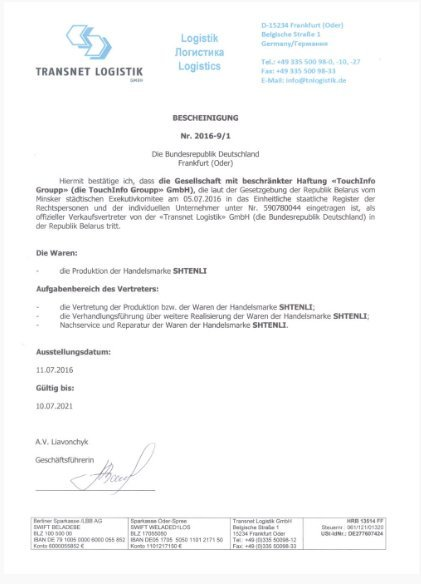 TRANSNET LOGISTIK
GMBH
Logistik
Логистика
Logistics
D-15234 Frankfurt (Oder)
Belgische Straße 1
Germany/Германия
Tel.: +49 335 500 98-0, -10, -27
Fax: +49 335 500 98-33
E-Mail: info@tnlogistik.de
BESCHEINIGUNG
Nr. 2016-9/1
Die Bundesrepublik Deutschland
Frankfurt (Oder)
Hiermit bestätige ich, dass die Gesellschaft mit beschränkter Haftung «TouchInfo
Groupp» (die TouchInfo Groupp» GmbH), die laut der Gesetzgebung der Republik Belarus vom
Minsker städtischen Exekutivkomitee am 05.07.2016 in das Einheitliche staatliche Register der
Rechtspersonen und der individuellen Unternehmer unter Nr. 590780044 eingetragen ist, als
offizieller Verkaufsvertreter von der «Transnet Logistik» GmbH (die Bundesrepublik Deutschland) in
der Republik Belarus tritt.
Die Waren:
- die Produktion der Handelsmarke SHTENLI
Aufgabenbereich des Vertreters:
- die Vertretung der Produktion bzw. der Waren der Handelsmarke SHTENLI;
- die Verhandlungsführung über weitere Realisierung der Waren der Handelsmarke SHTENLI;
- Nachservice und Reparatur der Waren der Handelsmarke SHTENLI.
Ausstellungsdatum:
11.07.2016
Gültig bis:
10.07.2021
A.V. Liavonchyk
Geschäftsführerin
Berliner Sparkasse /LBB AG
SWIFT BELADEBE
BLZ 100 500 00
IBAN DE 79 1005 0000 6000 055 852
Konto 6000055852 €
Sparkasse Oder-Spree
SWIFT WELADED1LOS
BLZ 17055050
IBAN DE05 1705 5050 1101 2171 50
Konto 1101217150 €
Transnet Logistik GmbH
Belgische Straße 1
15234 Frankfurt Oder
Tel: +49 (0)335 50098-12
Fax: +49 (0)335 50098-33
HRB 13514 FF
Steuernr: 061/121/01320
USt-IdNr.: DE277607424